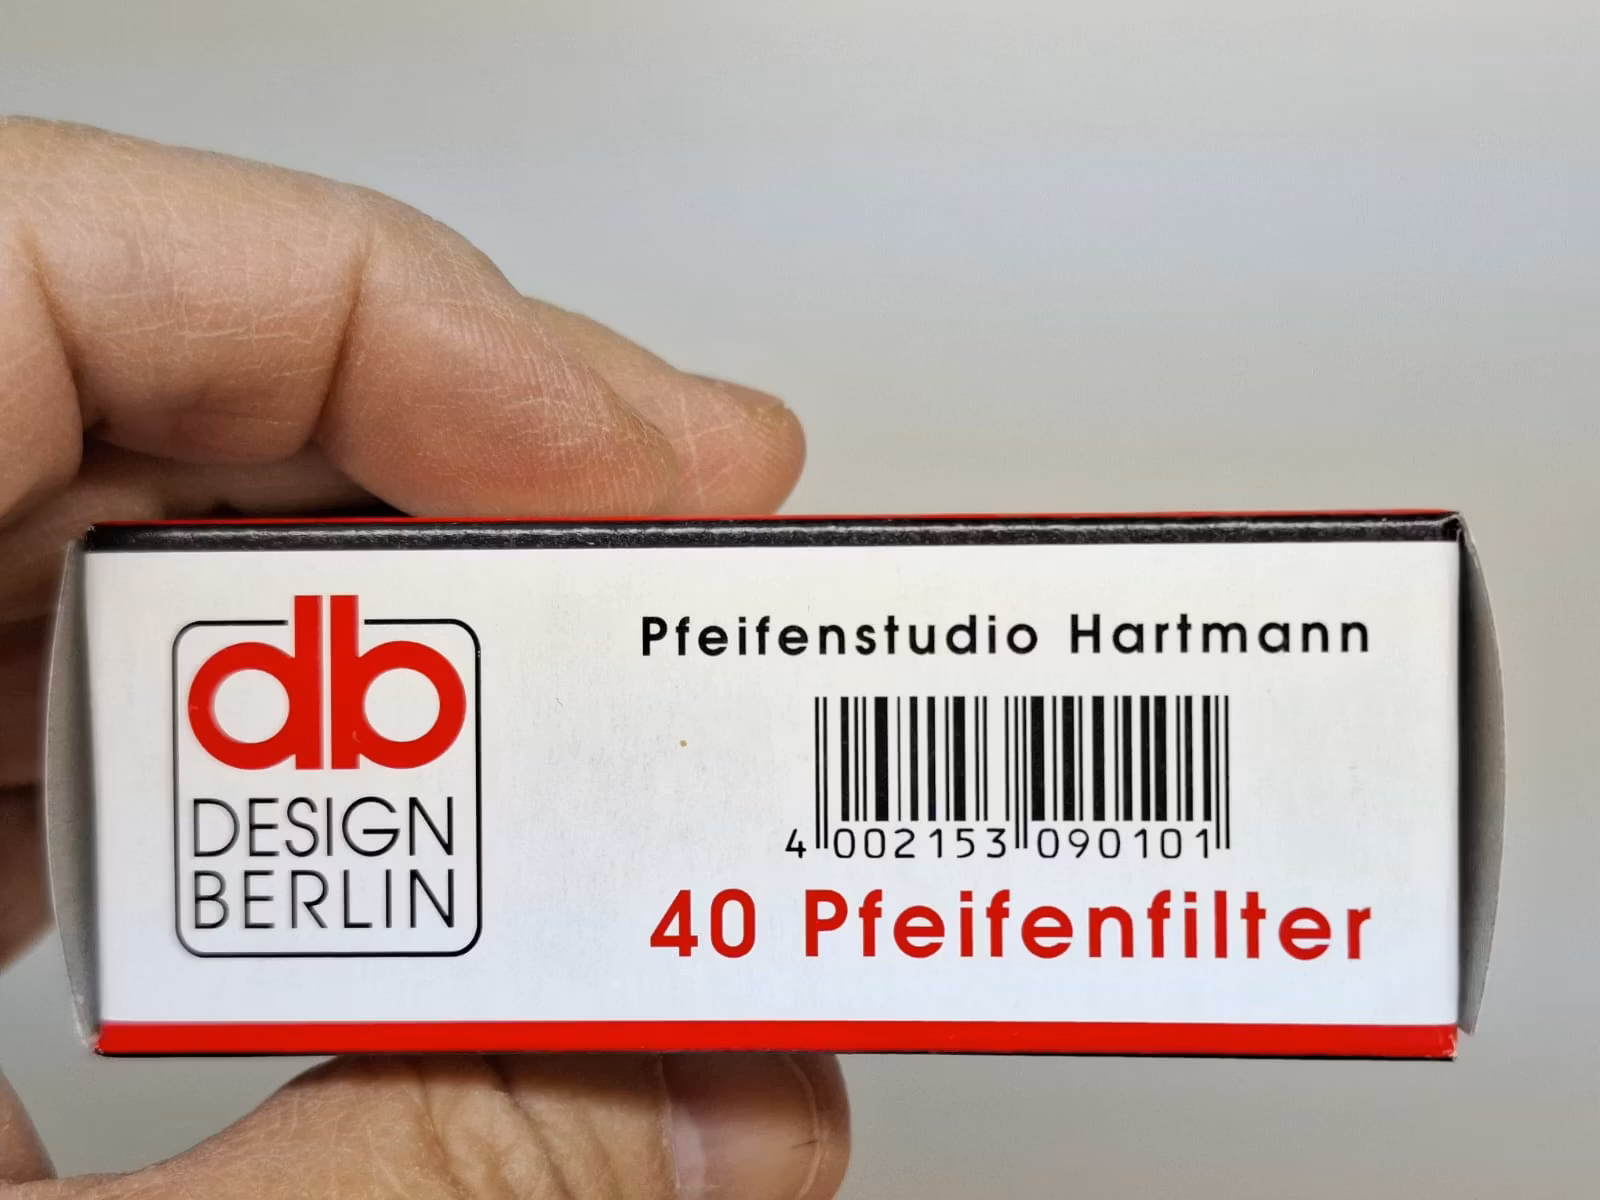 db
DESIGN
BERLIN
Pfeifenstudio Hartmann
4 002153 090101
40 Pfeifenfilter